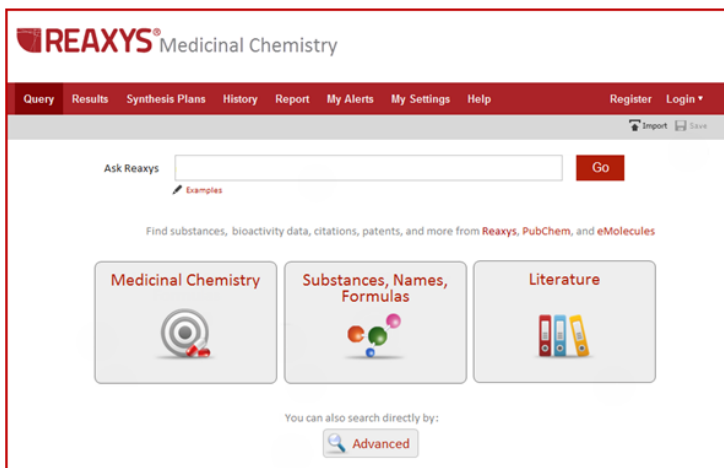 REAXYS® Medicinal Chemistry
Query Results Synthesis Plans History Report My Alerts My Settings Help Register Login ▾
Import Save
Ask Reaxys Go
Examples
Find substances, bioactivity data, citations, patents, and more from Reaxys, PubChem, and eMolecules
Medicinal Chemistry
Substances, Names,
Formulas
Literature
You can also search directly by:
Advanced